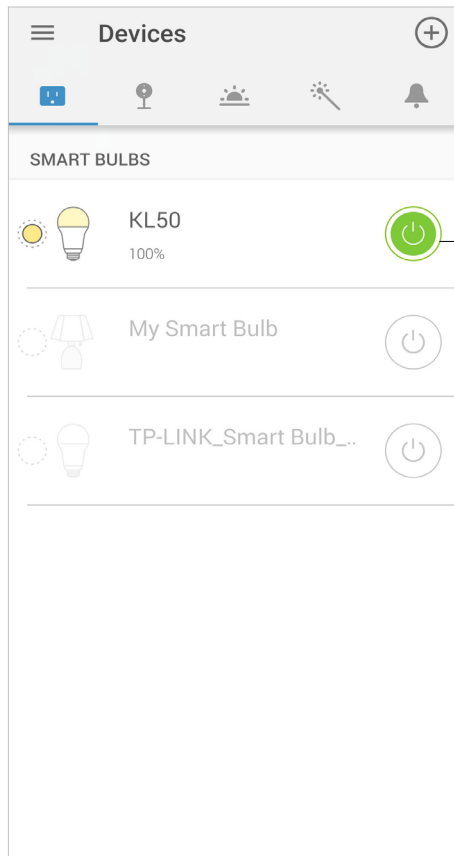 Devices
SMART BULBS
KL50
100%
My Smart Bulb
TP-LINK_Smart Bulb_..